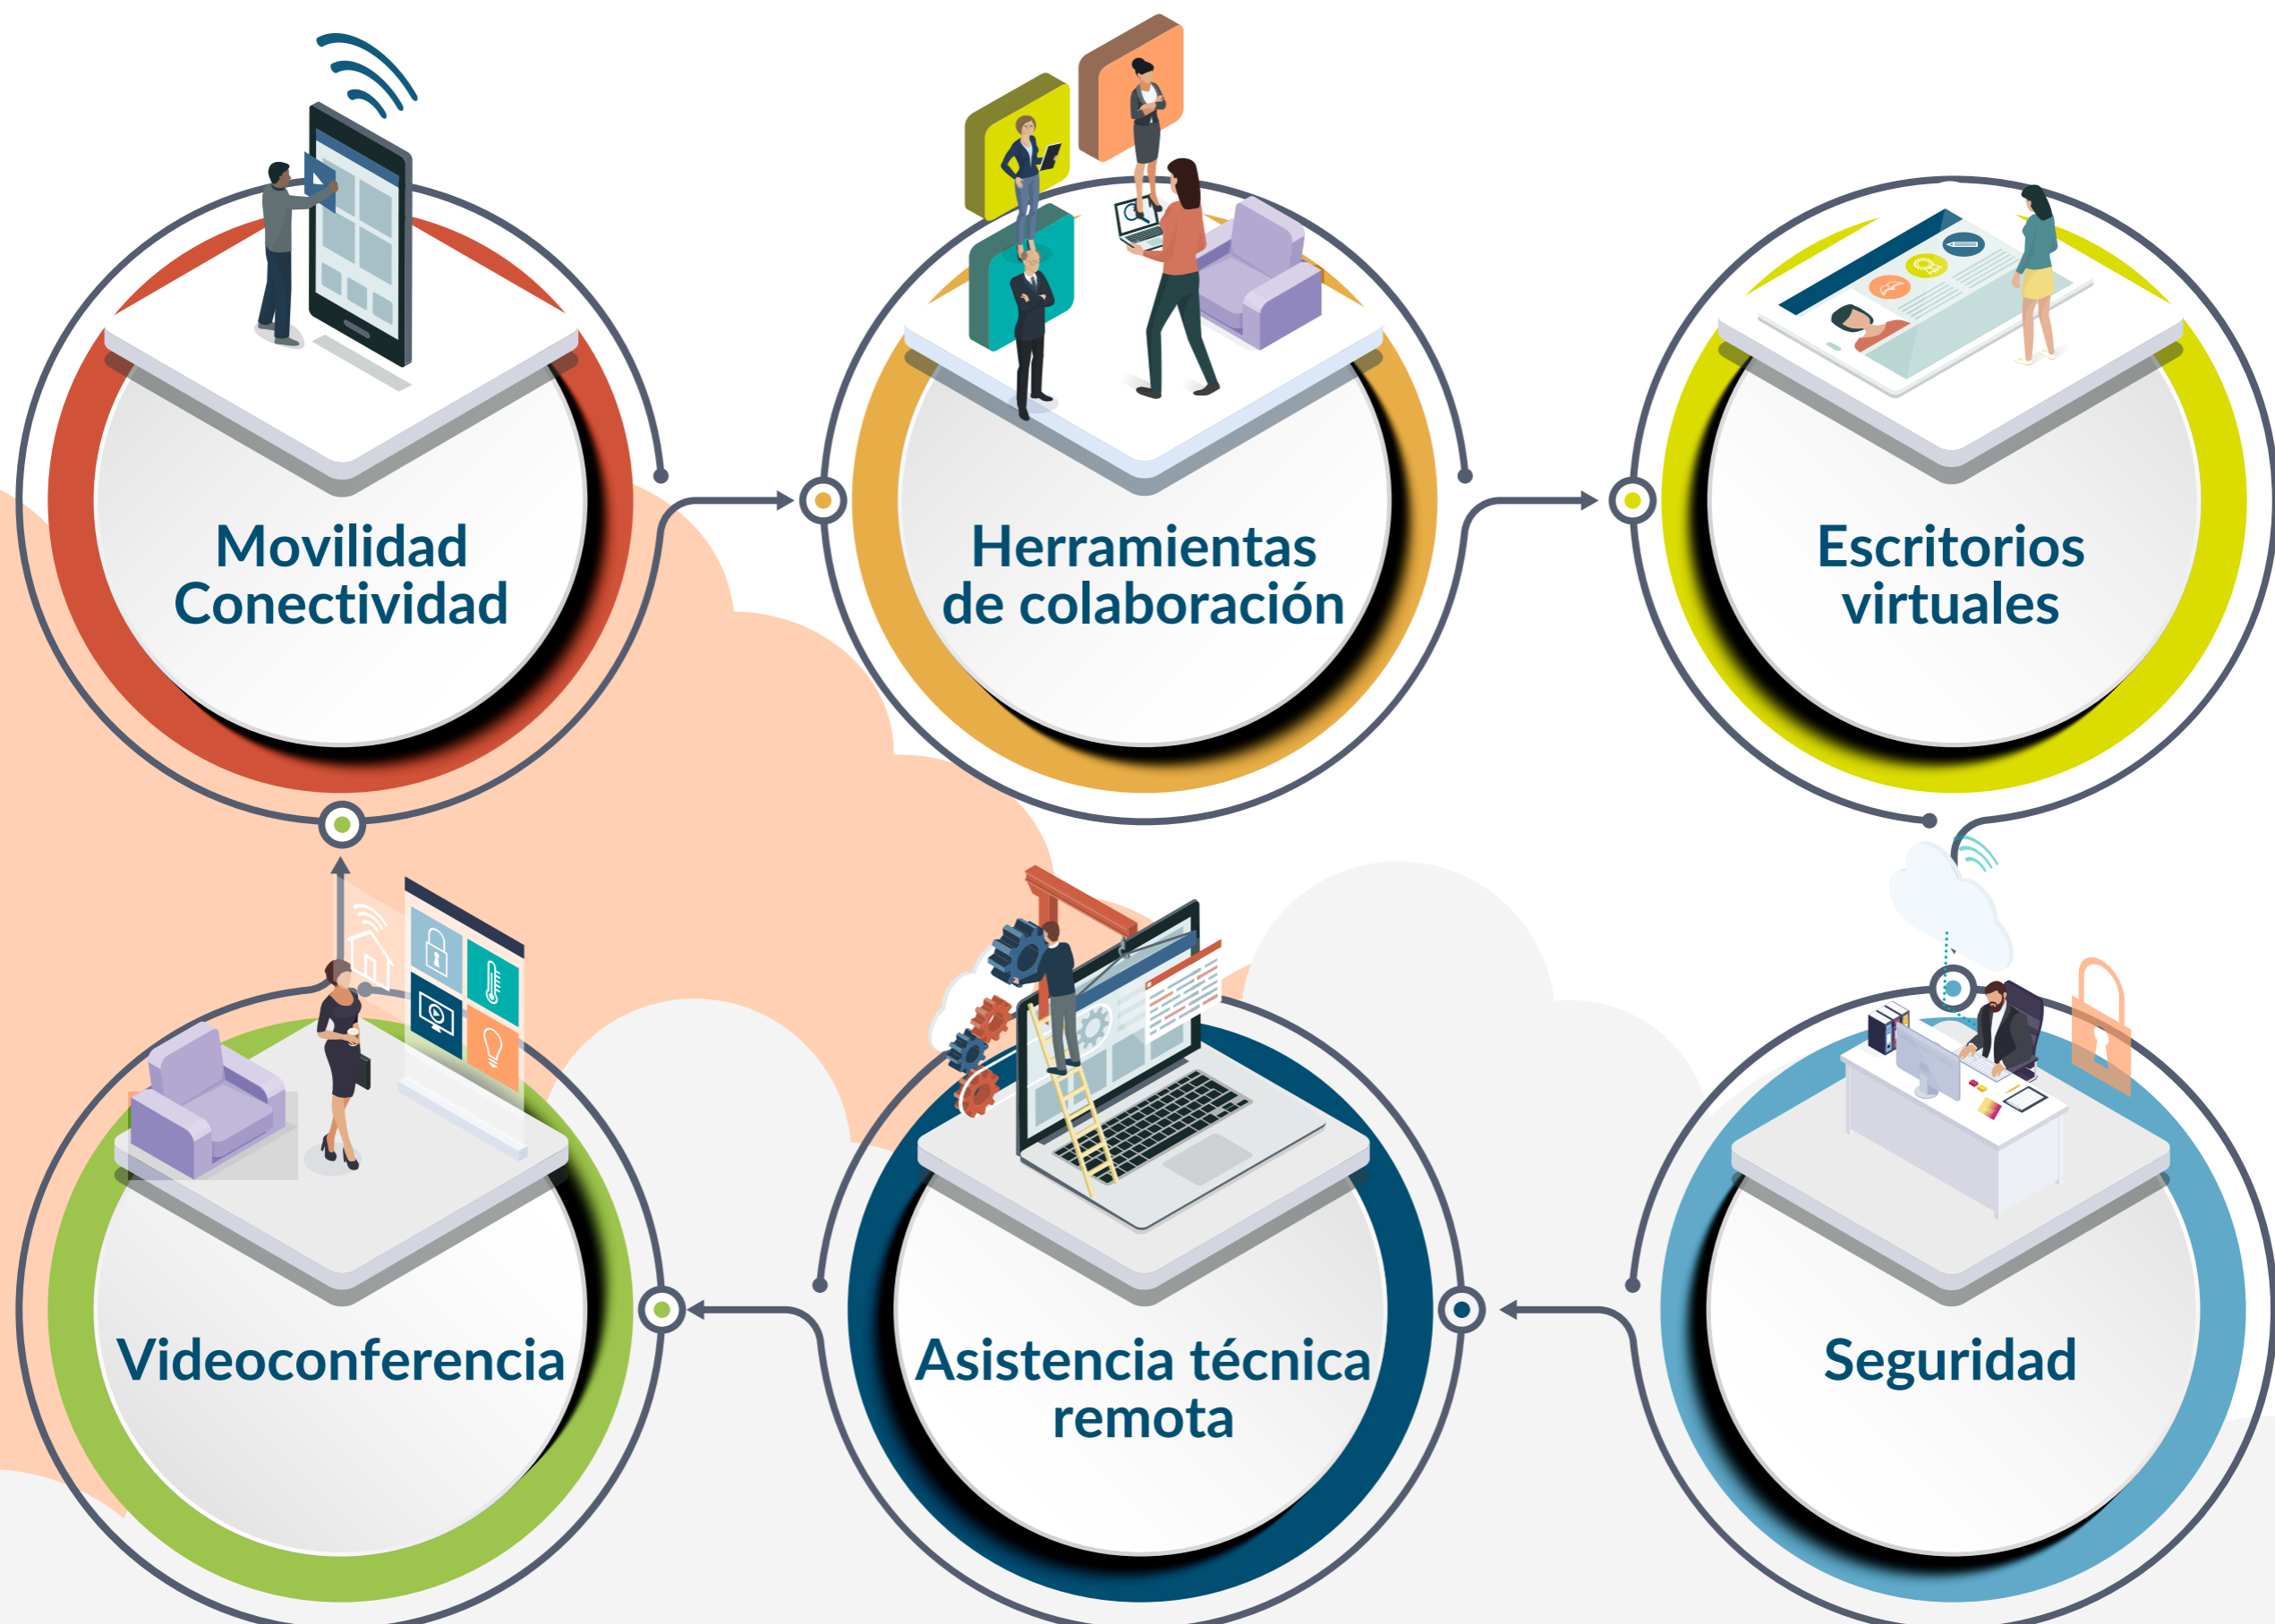 Movilidad
Conectividad
Herramientas
de colaboración
Escritorios
virtuales
Videoconferencia
Asistencia técnica
remota
Seguridad